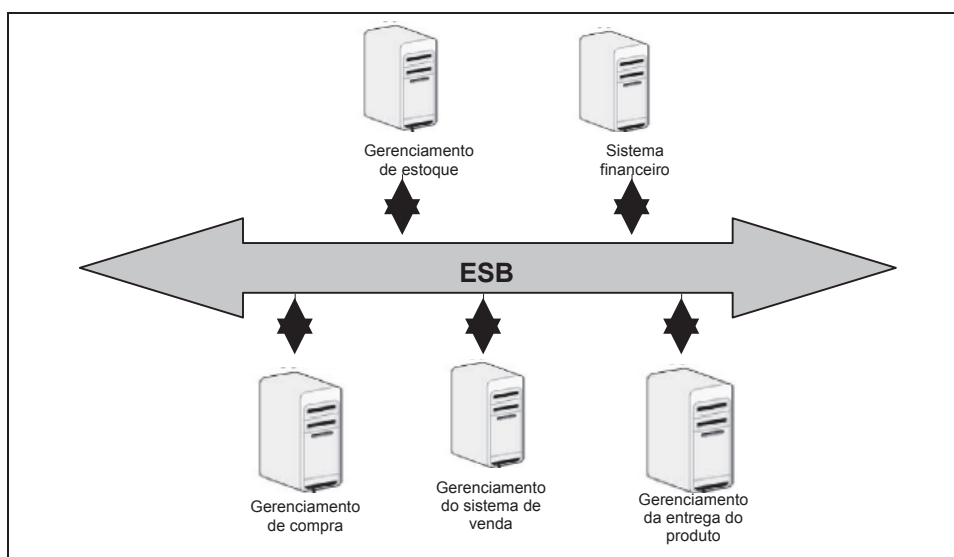 Gerenciamento
de estoque
Sistema
financeiro
ESB
Gerenciamento
de compra
Gerenciamento
do sistema de
venda
Gerenciamento
da entrega do
produto